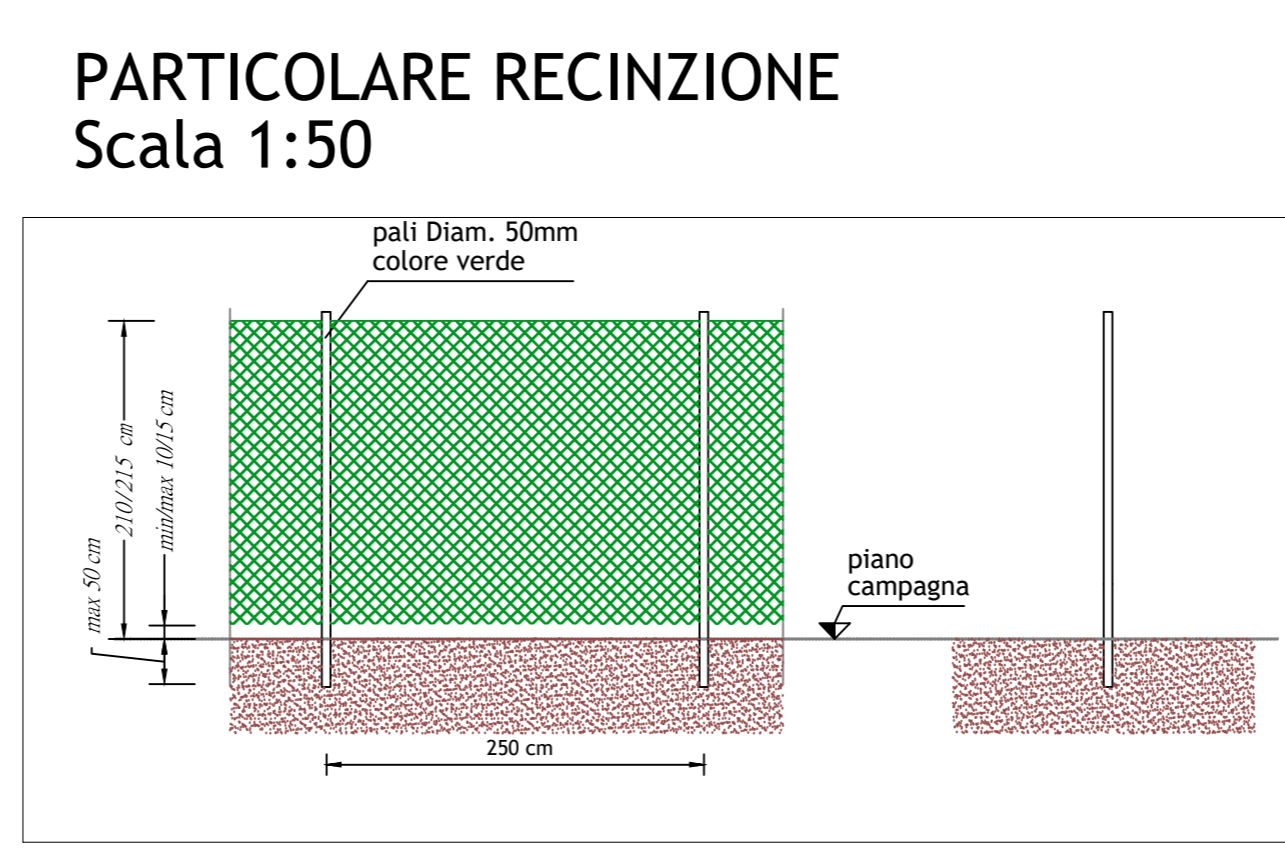 PARTICOLARE RECINZIONE
Scala 1:50
pali Diam. 50mm
colore verde
max 50 cm
210/215 cm
min/max 10/15 cm
piano
campagna
250 cm